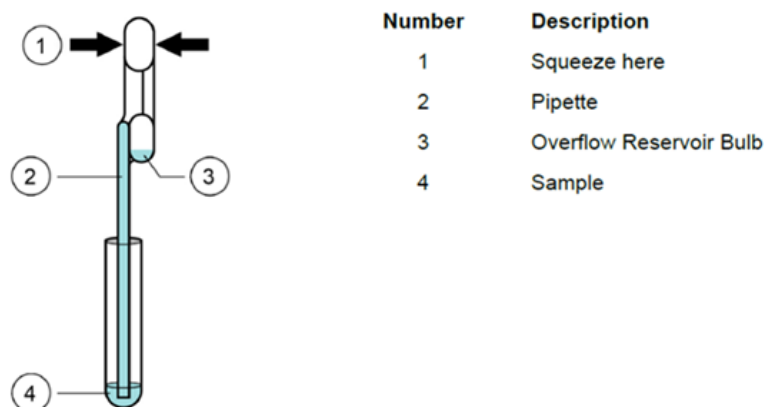 1
2
3
4
Number Description
1 Squeeze here
2 Pipette
3 Overflow Reservoir Bulb
4 Sample